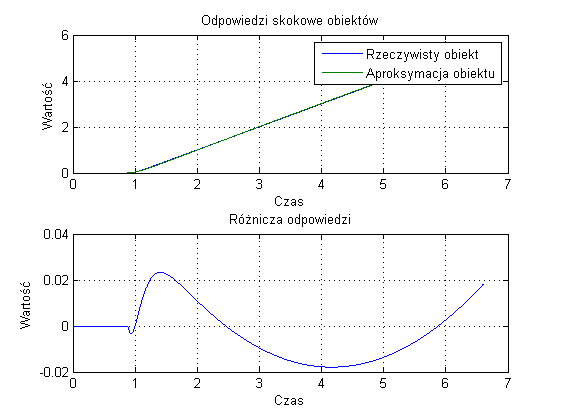 Odpowiedzi skokowe obiektów
6
4
2
0
Wartość
Rzeczywisty obiekt
Aproksymacja obiektu
0 1 2 3 4 5 6 7
Czas
Różnicza odpowiedzi
0.04
0.02
0
-0.02
Wartość
0 1 2 3 4 5 6 7
Czas